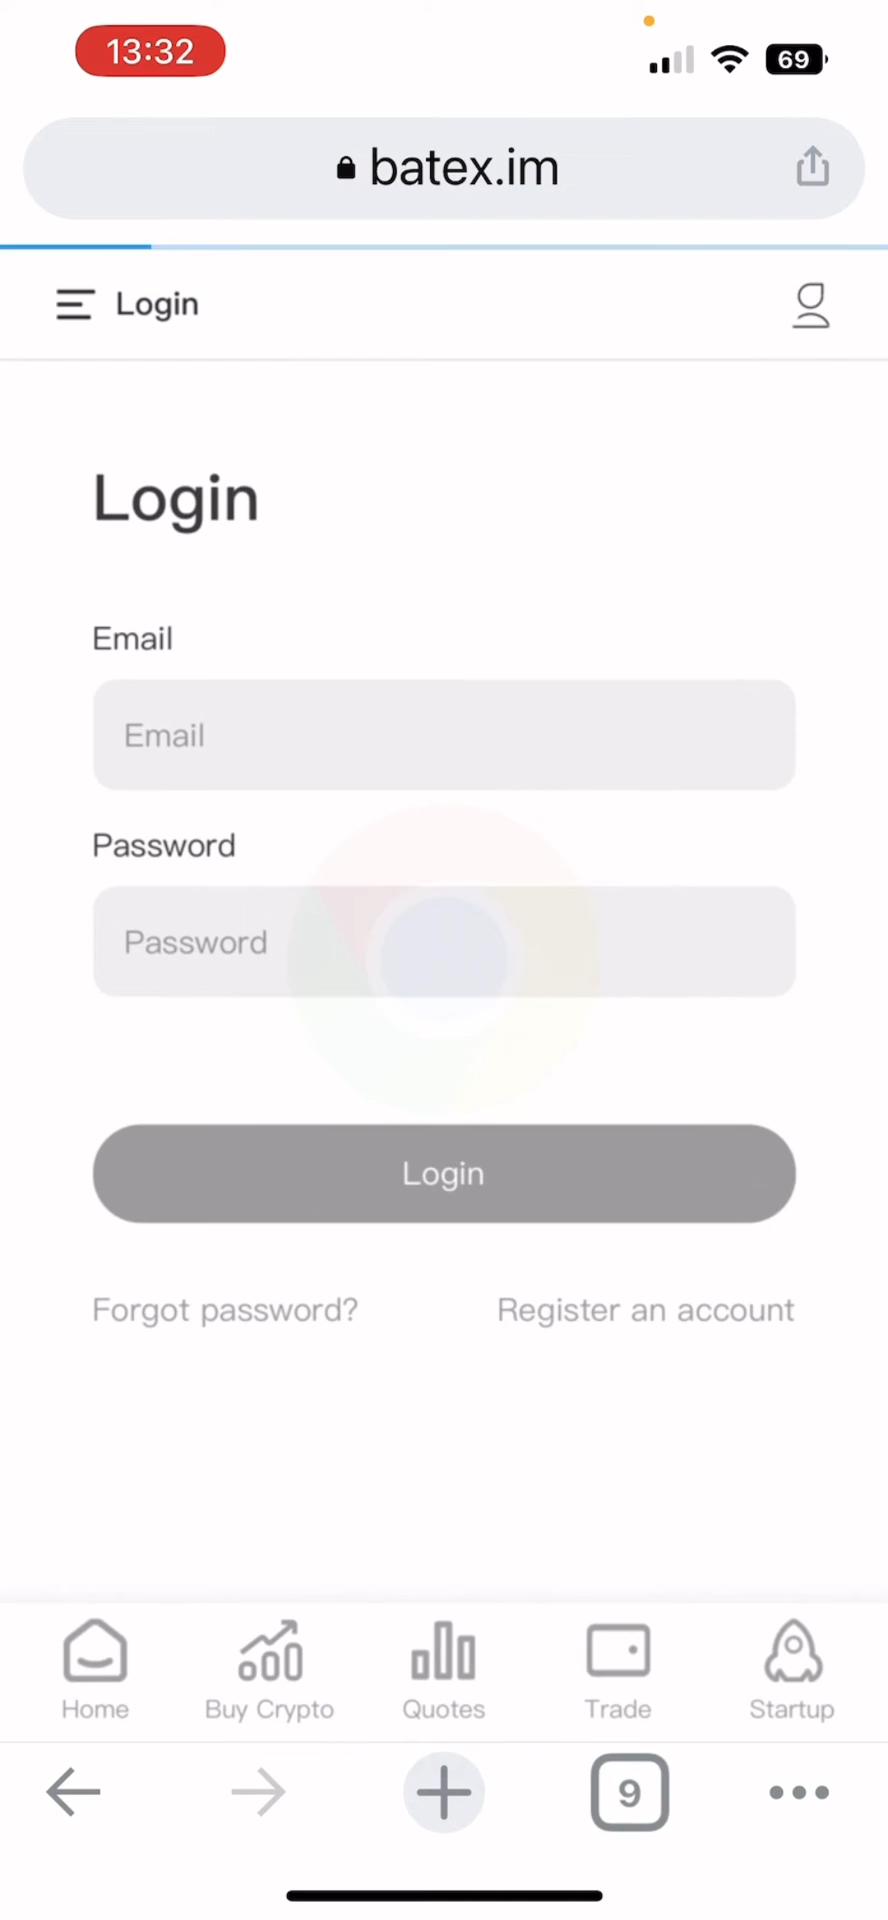 13:32
69
batex.im
Login
Login
Email
Email
Password
Password
Login
Forgot password? Register an account
Home Buy Crypto Quotes Trade Startup
9